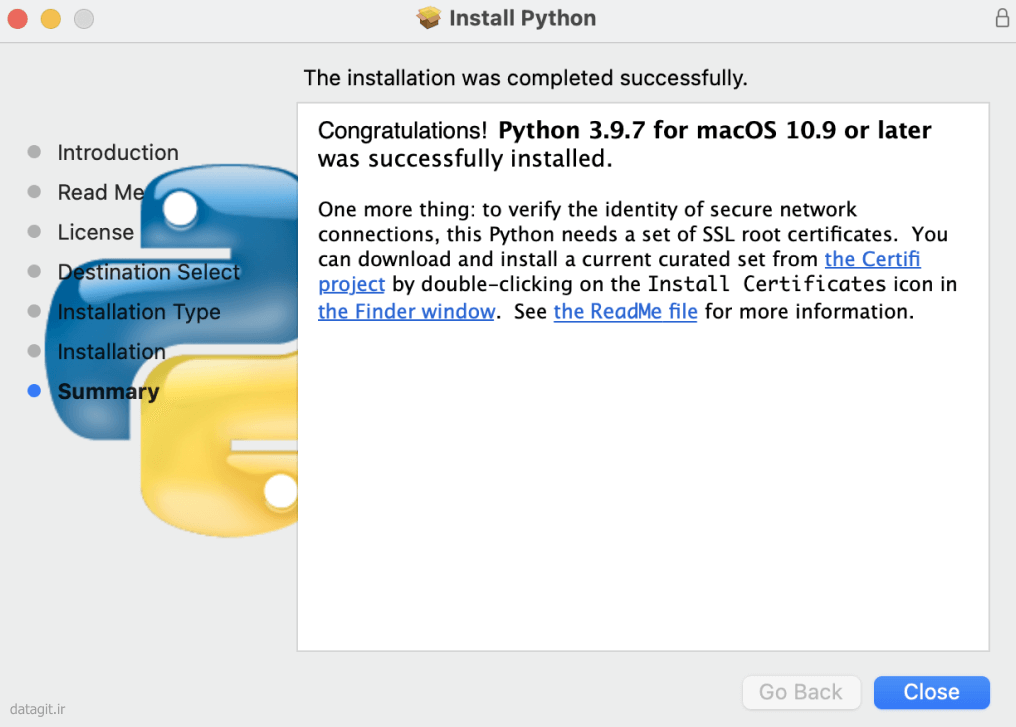 Install Python
The installation was completed successfully.
Introduction
Read Me
License
Destination Select
Installation Type
Installation
Summary
Congratulations! Python 3.9.7 for macOS 10.9 or later
was successfully installed.
One more thing: to verify the identity of secure network
connections, this Python needs a set of SSL root certificates.  You
can download and install a current curated set from the Certifi
project by double-clicking on the Install Certificates icon in
the Finder window.  See the ReadMe file for more information.
Go Back
Close
datagit.ir